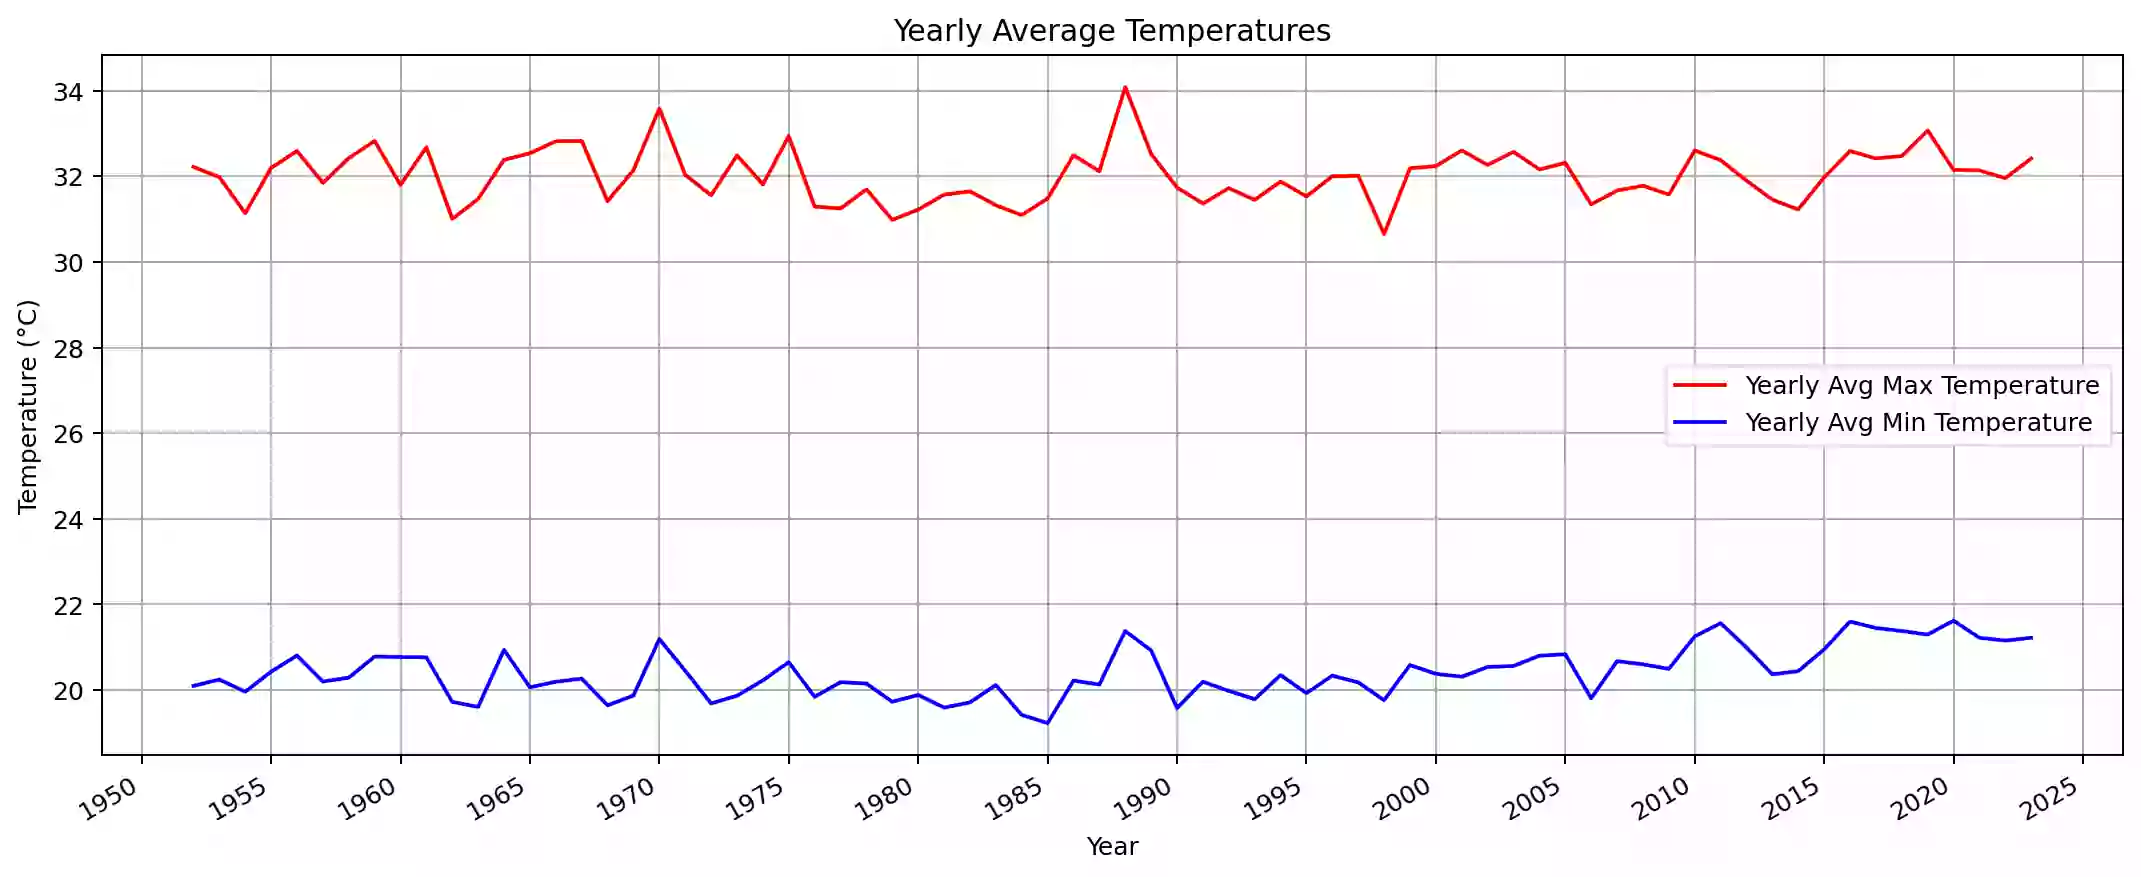 Yearly Average Temperatures
34
32
30
28
26
24
22
20
Temperature (°C)
Yearly Avg Max Temperature
Yearly Avg Min Temperature
1950 1955 1960 1965 1970 1975 1980 1985 1990 1995 2000 2005 2010 2015 2020 2025
Year